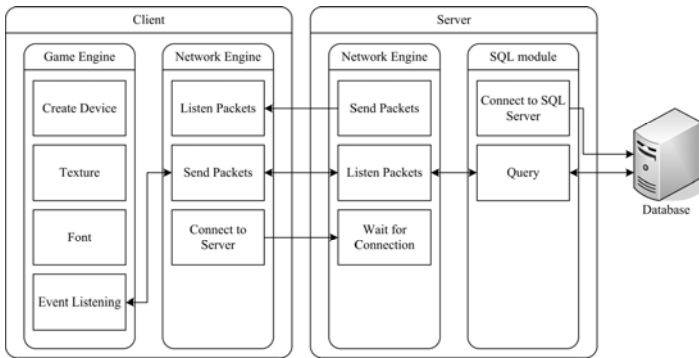 Client
Server
Game Engine
Network Engine
Network Engine
SQL module
Create Device
Listen Packets
Send Packets
Connect to SQL
Server
Texture
Send Packets
Listen Packets
Query
Database
Font
Connect to
Server
Wait for
Connection
Event Listening